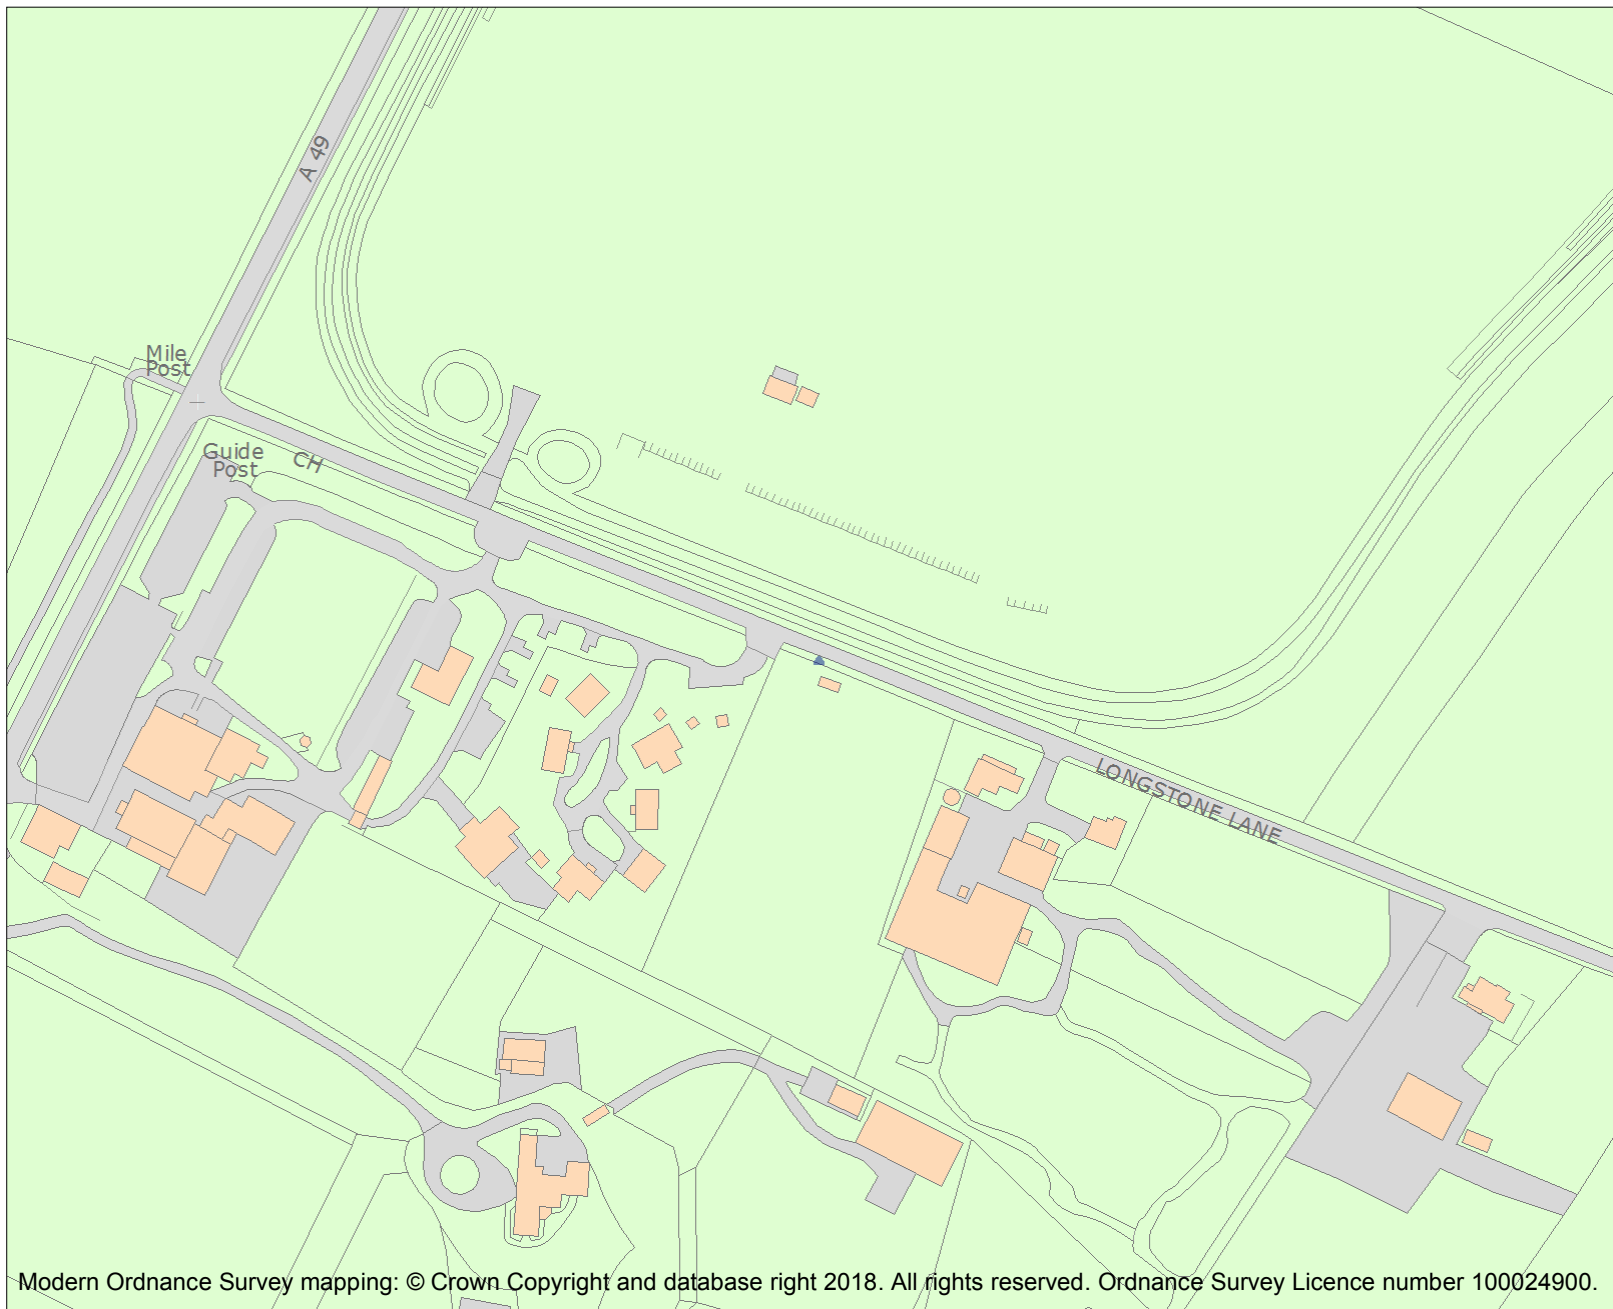 A 49
Mile
Post
Guide
Post
CH
LONGSTONE LANE
Modern Ordnance Survey mapping: © Crown Copyright and database right 2018. All rights reserved. Ordnance Survey Licence number 100024900.